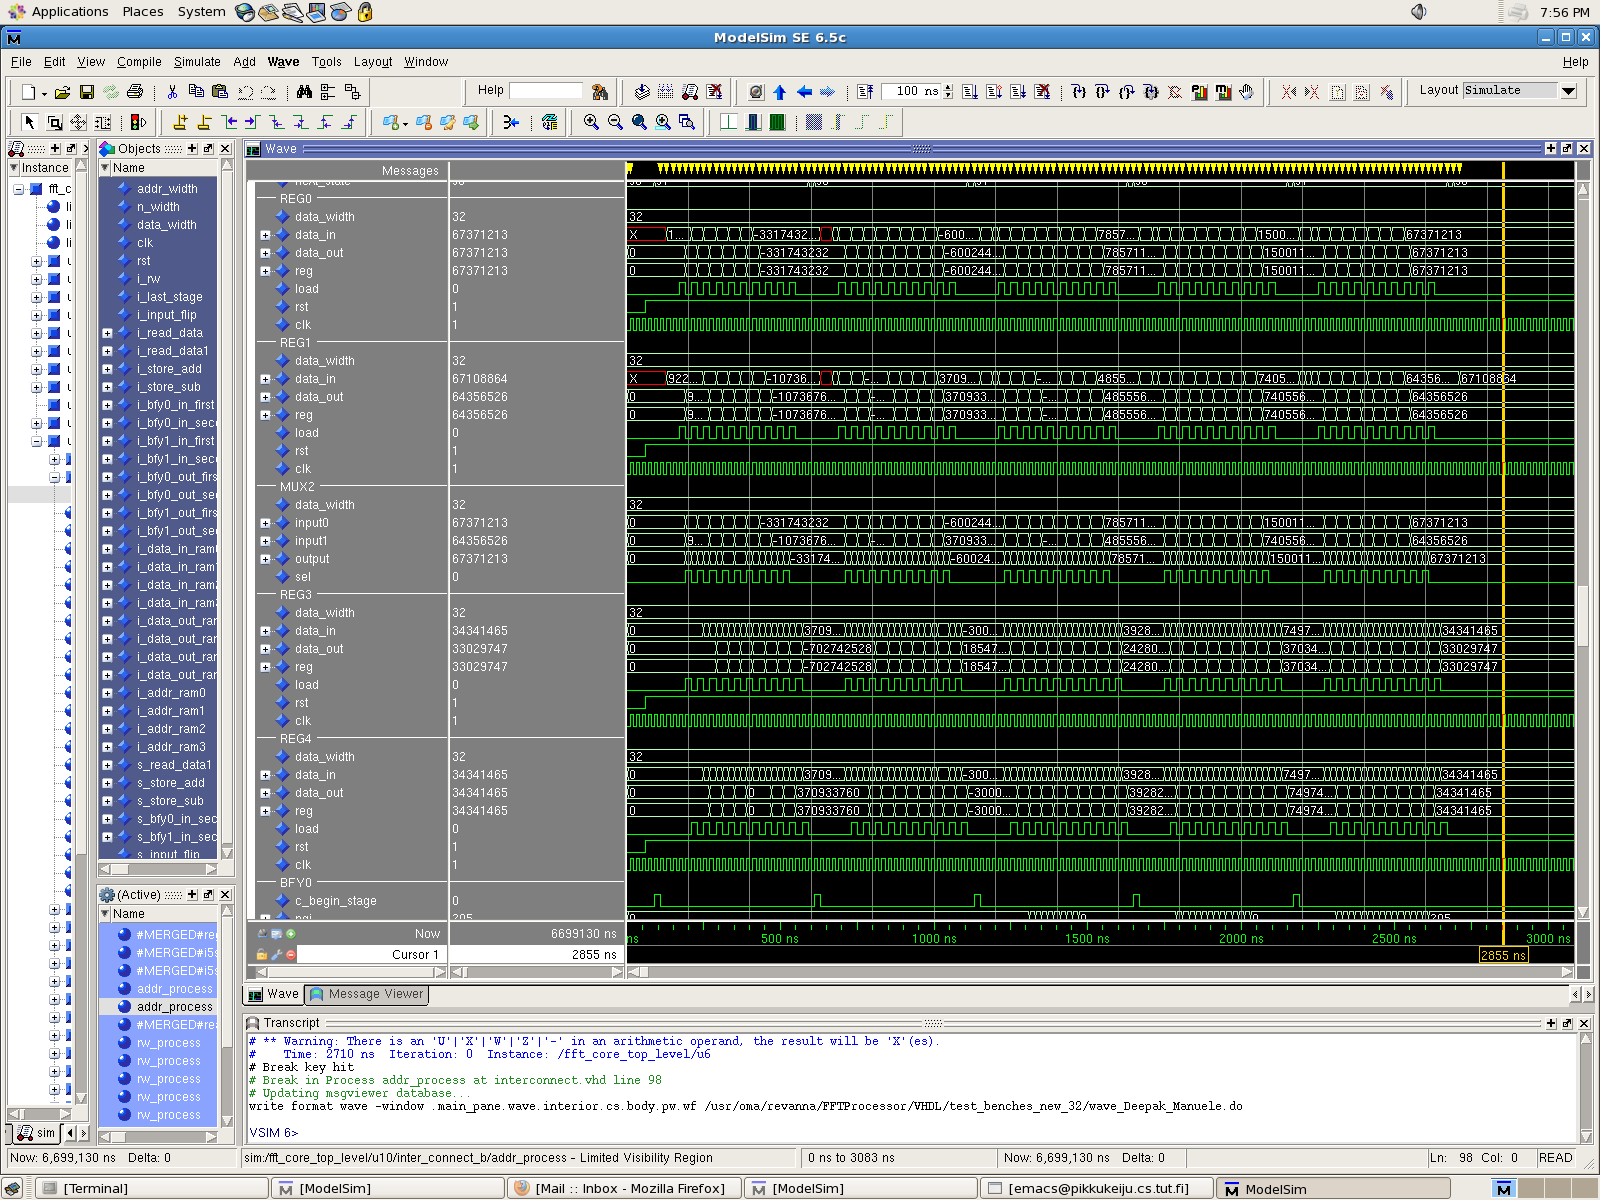 Applications Places System 7:56 PM
ModelSim SE 6.5c
File Edit View Compile Simulate Add Wave Tools Layout Window Help
Help 100 ns Layout Simulate
Instance
fft_c
Objects
Name
addr_width
n_width
data_width
clk
rst
i_rw
i_last_stage
i_input_flip
i_read_data
i_read_data1
i_store_add
i_store_sub
i_bfy0_in_first
i_bfy0_in_sec
i_bfy1_in_first
i_bfy1_in_sec
i_bfy0_out_firs
i_bfy0_out_sec
i_bfy1_out_firs
i_bfy1_out_se
i_data_in_ram
i_data_in_ram
i_data_in_ram
i_data_in_ram
i_data_out_rar
i_data_out_rar
i_data_out_rar
i_data_out_rar
i_addr_ram0
i_addr_ram1
i_addr_ram2
i_addr_ram3
s_read_data1
s_store_add
s_store_sub
s_bfy0_in_sec
s_bfy1_in_sec
s_input_flip
(Active)
Name
#MERGED#re
#MERGED#i5s
#MERGED#i5s
addr_process
addr_process
#MERGED#re
rw_process
rw_process
rw_process
rw_process
rw_process
sim
Wave
Messages
next_state
REG0
data_width 32 32
data_in 67371213 X 1... -3317432... -600... 7857... 1500... 67371213
data_out 67371213 0 -331743232 -600244... 785711... 150011... 67371213
reg 67371213 0 -331743232 -600244... 785711... 150011... 67371213
load 0
rst 1
clk 1
REG1
data_width 32 32
data_in 67108864 X 922... -10736... -... 3709... -... 4855... 7405... 64356... 67108864
data_out 64356526 0 9... -1073676... -... 370933... -... 485556... 740556... 64356526
reg 64356526 0 9... -1073676... -... 370933... -... 485556... 740556... 64356526
load 0
rst 1
clk 1
MUX2
data_width 32 32
input0 67371213 0 -331743232 -600244... 785711... 150011... 67371213
input1 64356526 0 9... -1073876... -... 370933... -... 485556... 740556... 64356526
output 67371213 0 -33174... -60024... 78571... 150011... 67371213
sel 0
REG3
data_width 32 32
data_in 34341465 0 3709... -300... 3928... 7497... 34341465
data_out 33029747 0 -702742528 18547... 24280... 37034... 33029747
reg 33029747 0 -702742528 18547... 24280... 37034... 33029747
load 0
rst 1
clk 1
REG4
data_width 32 32
data_in 34341465 0 3709... -300... 3928... 7497... 34341465
data_out 34341465 0 0 370933760 -3000... 39282... 74974... 34341465
reg 34341465 0 0 370933760 -3000... 39282... 74974... 34341465
load 0
rst 1
clk 1
BFY0
c_begin_stage 0
205 0 0 0 205
Now 6699130 ns ns 500 ns 1000 ns 1500 ns 2000 ns 2500 ns 3000 ns
Cursor 1 2855 ns 2855 ns
Wave Message Viewer
Transcript
# ** Warning: There is an 'U'|'X'|'W'|'Z'|'-' in an arithmetic operand, the result will be 'X'(es).
# Time: 2710 ns Iteration: 0 Instance: /fft_core_top_level/u6
# Break key hit
# Break in Process addr_process at interconnect.vhd line 98
# Updating msgviewer database...
write format wave -window .main_pane.wave.interior.cs.body.pw.wf /usr/oma/revanna/FFTProcessor/VHDL/test_benches_new_32/wave_Deepak_Manuele.do
VSIM 6>
Now: 6,699,130 ns Delta: 0 sim:/fft_core_top_level/u10/inter_connect_b/addr_process - Limited Visibility Region 0 ns to 3083 ns Now: 6,699,130 ns Delta: 0 Ln: 98 Col: 0 READ
[Terminal] [ModelSim] [Mail :: Inbox - Mozilla Firefox] [ModelSim] [emacs@pikkukeiju.cs.tut.fi] ModelSim